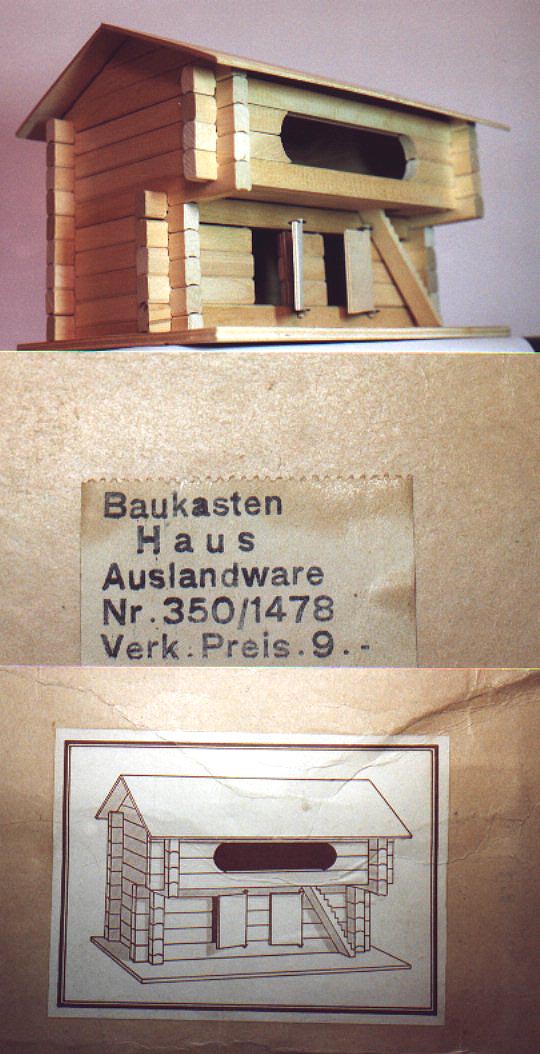 Baukasten
Haus
Auslandware
Nr. 350/1478
Verk. Preis. 9.-